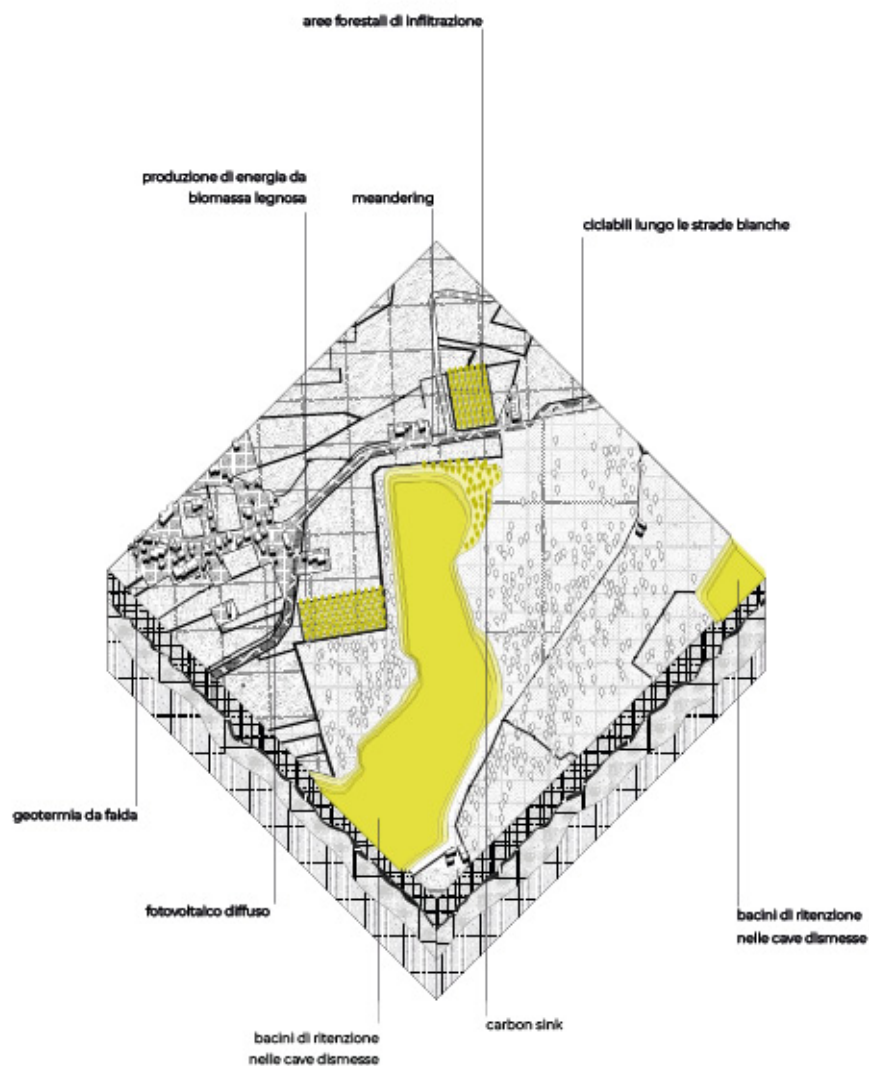 aree forestali di infiltrazione
produzione di energia da
biomassa legnosa
meandering
ciclabili lungo le strade bianche
geotermia da falda
fotovoltaico diffuso
bacini di ritenzione
nelle cave dismesse
carbon sink
bacini di ritenzione
nelle cave dismesse